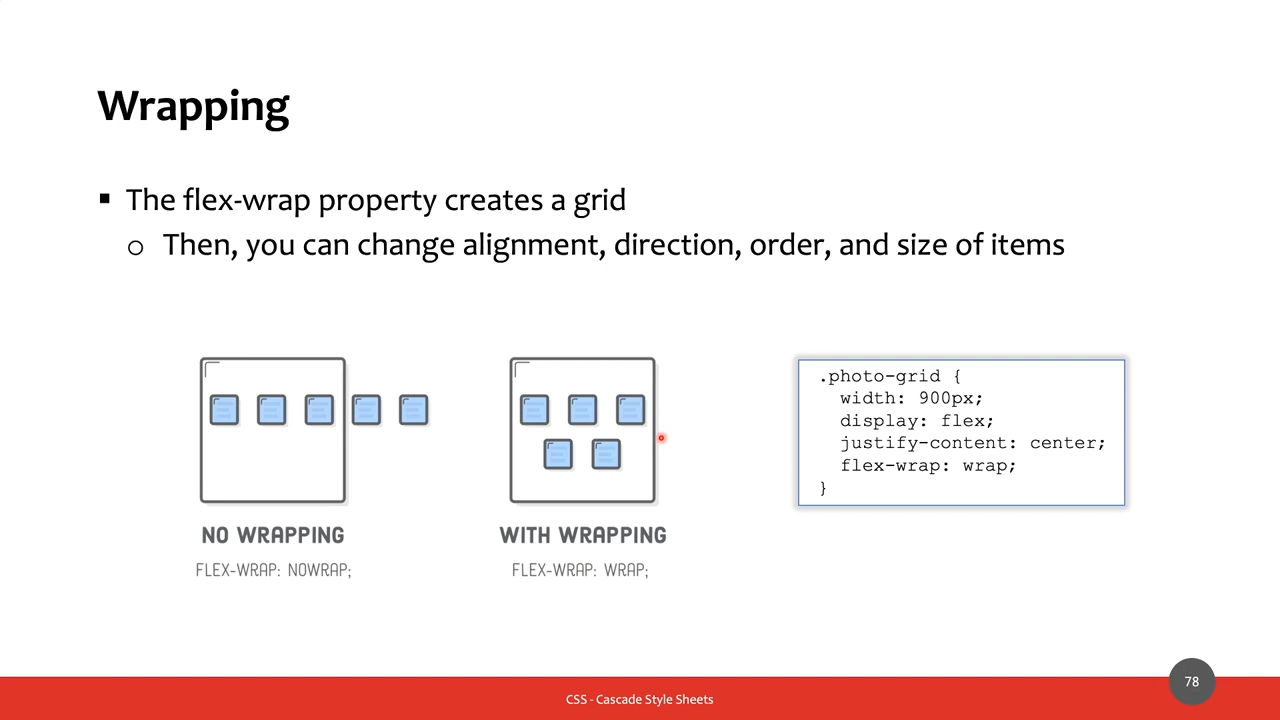 Wrapping
The flex-wrap property creates a grid
Then, you can change alignment, direction, order, and size of items
.photo-grid {
width: 900px;
display: flex;
justify-content: center;
flex-wrap: wrap;
}
NO WRAPPING
FLEX-WRAP: NOWRAP;
WITH WRAPPING
FLEX-WRAP: WRAP;
CSS - Cascade Style Sheets
78